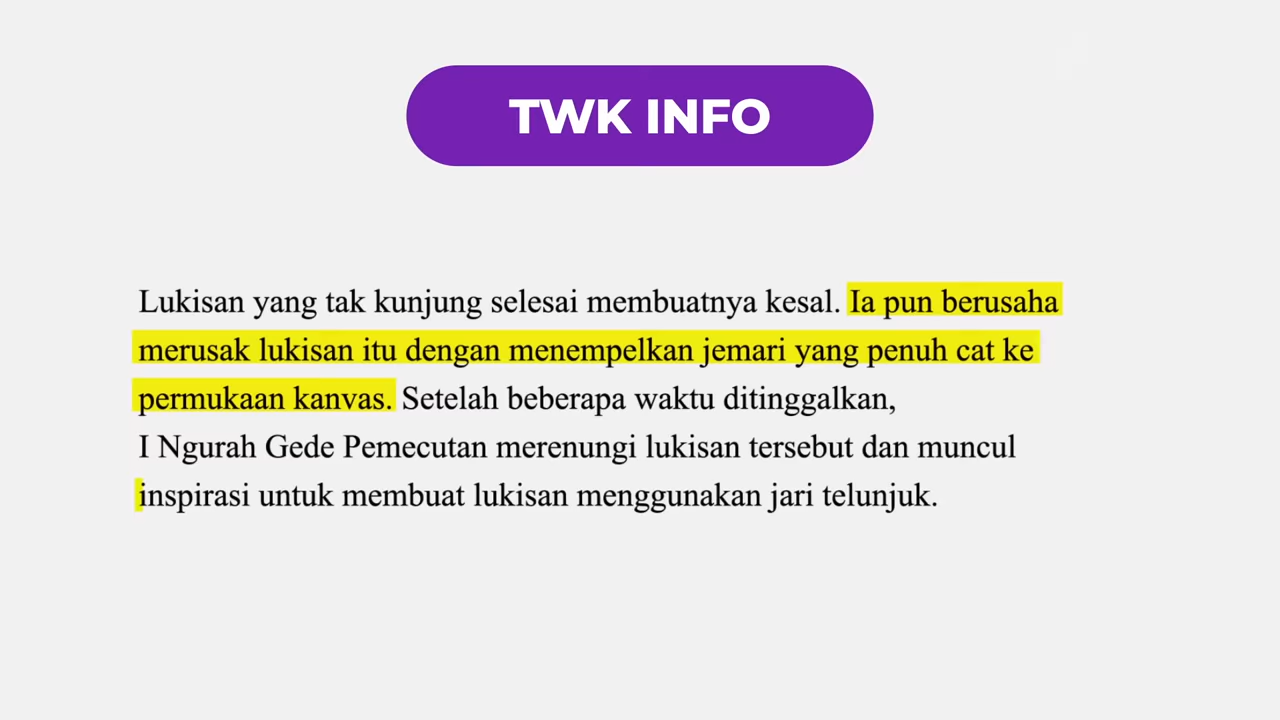 TWK INFO
Lukisan yang tak kunjung selesai membuatnya kesal. Ia pun berusaha
merusak lukisan itu dengan menempelkan jemari yang penuh cat ke
permukaan kanvas. Setelah beberapa waktu ditinggalkan,
I Ngurah Gede Pemecutan merenungi lukisan tersebut dan muncul
inspirasi untuk membuat lukisan menggunakan jari telunjuk.